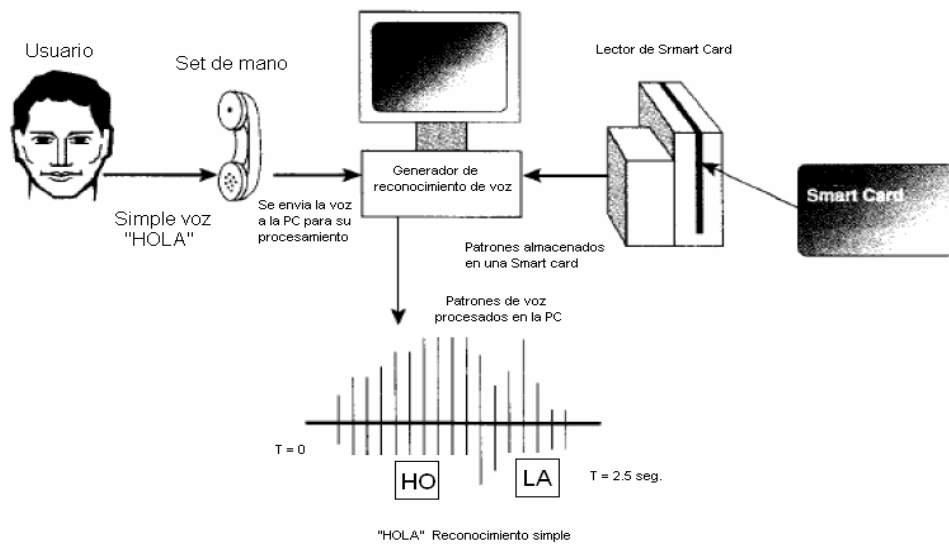 Usuario
Set de mano
Lector de Srmart Card
Generador de
reconocimiento de voz
Smart Card
Simple voz
"HOLA"
Se envia la voz
a la PC para su
procesamiento
Patrones almacenados
en una Smart card
Patrones de voz
procesados en la PC
T = 0
HO
LA
T = 2.5 seg.
"HOLA" Reconocimiento simple